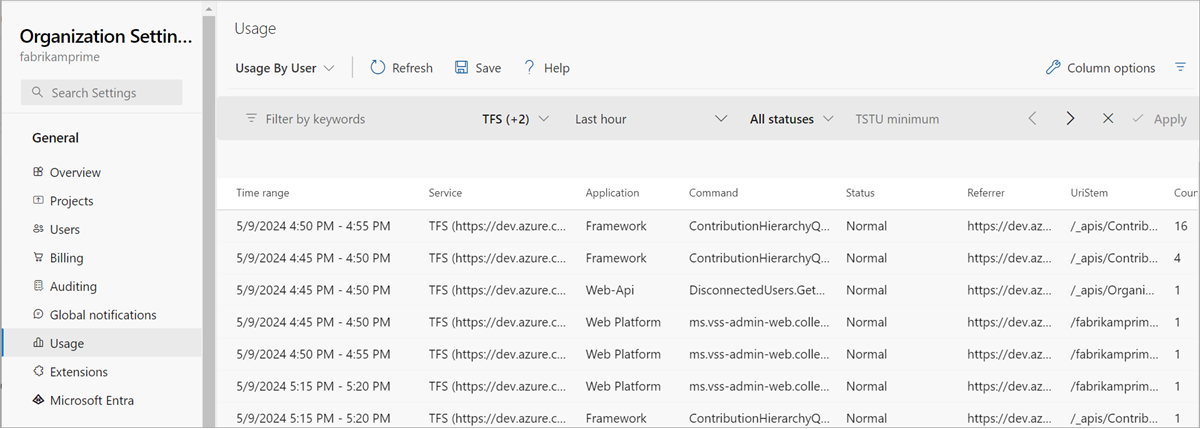 Organization Settin...
fabrikamprime
Search Settings
General
Overview
Projects
Users
Billing
Auditing
Global notifications
Usage
Extensions
Microsoft Entra
Usage
Usage By User Refresh Save Help Column options
Filter by keywords TFS (+2) Last hour All statuses TSTU minimum Apply
Time range Service Application Command Status Referrer UriStem Coun
5/9/2024 4:50 PM - 4:55 PM TFS (https://dev.azure.c... Framework ContributionHierarchyQ... Normal https://dev.az... /_apis/Contrib... 16
5/9/2024 4:45 PM - 4:50 PM TFS (https://dev.azure.c... Framework ContributionHierarchyQ... Normal https://dev.az... /_apis/Contrib... 4
5/9/2024 4:45 PM - 4:50 PM TFS (https://dev.azure.c... Web-Api DisconnectedUsers.Get... Normal https://dev.az... /_apis/Organi... 1
5/9/2024 4:45 PM - 4:50 PM TFS (https://dev.azure.c... Web Platform ms.vss-admin-web.colle... Normal https://dev.az... /fabrikamprim... 1
5/9/2024 4:50 PM - 4:55 PM TFS (https://dev.azure.c... Web Platform ms.vss-admin-web.colle... Normal https://dev.az... /fabrikamprim... 1
5/9/2024 5:15 PM - 5:20 PM TFS (https://dev.azure.c... Web Platform ms.vss-admin-web.colle... Normal https://dev.az... /fabrikamprim... 1
5/9/2024 5:15 PM - 5:20 PM TFS (https://dev.azure.c... Framework ContributionHierarchyQ... Normal https://dev.az... /_apis/Contrib... 1